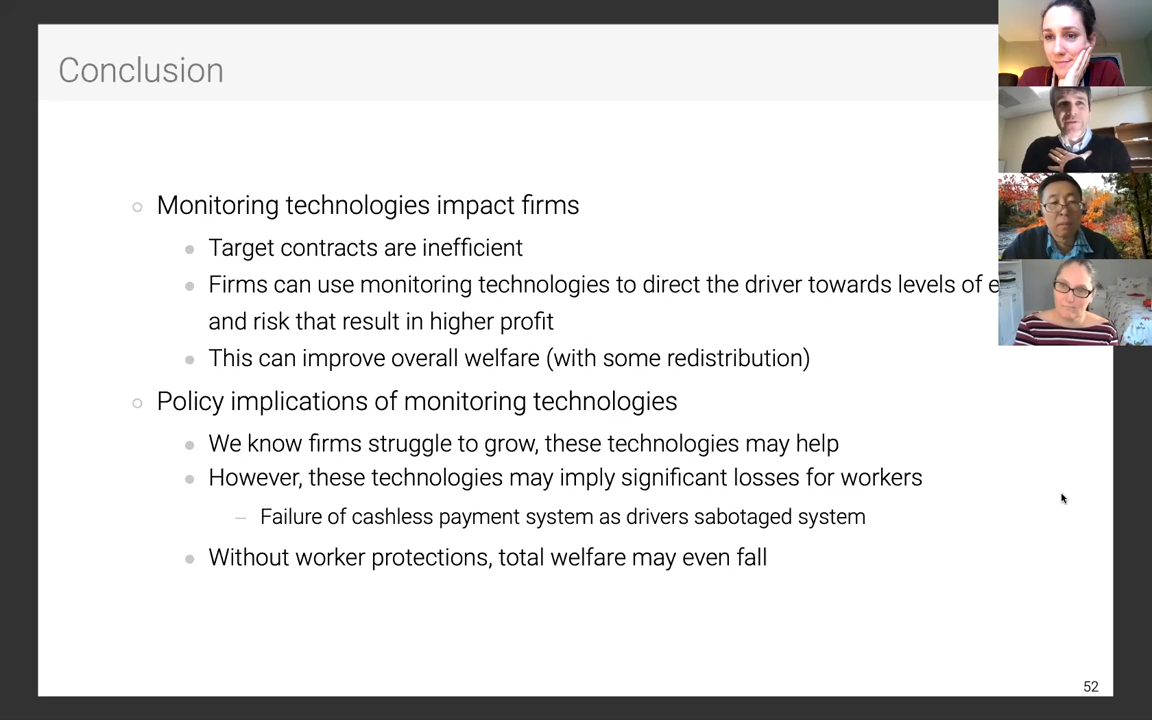 Conclusion
Monitoring technologies impact firms
Target contracts are inefficient
Firms can use monitoring technologies to direct the driver towards levels of
and risk that result in higher profit
This can improve overall welfare (with some redistribution)
Policy implications of monitoring technologies
We know firms struggle to grow, these technologies may help
However, these technologies may imply significant losses for workers
Failure of cashless payment system as drivers sabotaged system
Without worker protections, total welfare may even fall
52